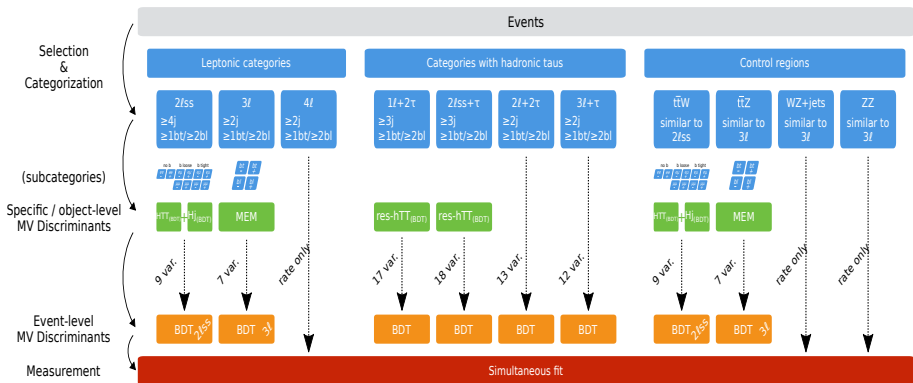 Events
Selection
&
Categorization
Leptonic categories
Categories with hadronic taus
Control regions
2ℓss
≥4j
≥1bt/≥2bl
3ℓ
≥2j
≥1bt/≥2bl
4ℓ
≥2j
≥1bt/≥2bl
1ℓ+2τ
≥3j
≥1bt/≥2bl
2ℓss+τ
≥3j
≥1bt/≥2bl
2ℓ+2τ
≥2j
≥1bt/≥2bl
3ℓ+τ
≥2j
≥1bt/≥2bl
tt̄W
similar to
2ℓss
tt̄Z
similar to
3ℓ
WZ+jets
similar to
3ℓ
ZZ
similar to
3ℓ
(subcategories)
no b b loose b tight
no b b loose b tight
Specific / object-level
MV Discriminants
HTT(BDT)+Hj(BDT)
MEM
res-hTT(BDT)
res-hTT(BDT)
HTT(BDT)+Hj(BDT)
MEM
9 var.
7 var.
rate only
17 var.
18 var.
13 var.
12 var.
9 var.
7 var.
rate only
rate only
Event-level
MV Discriminants
BDT 2ℓss
BDT 3ℓ
BDT
BDT
BDT
BDT
BDT 2ℓss
BDT 3ℓ
Measurement
Simultaneous fit